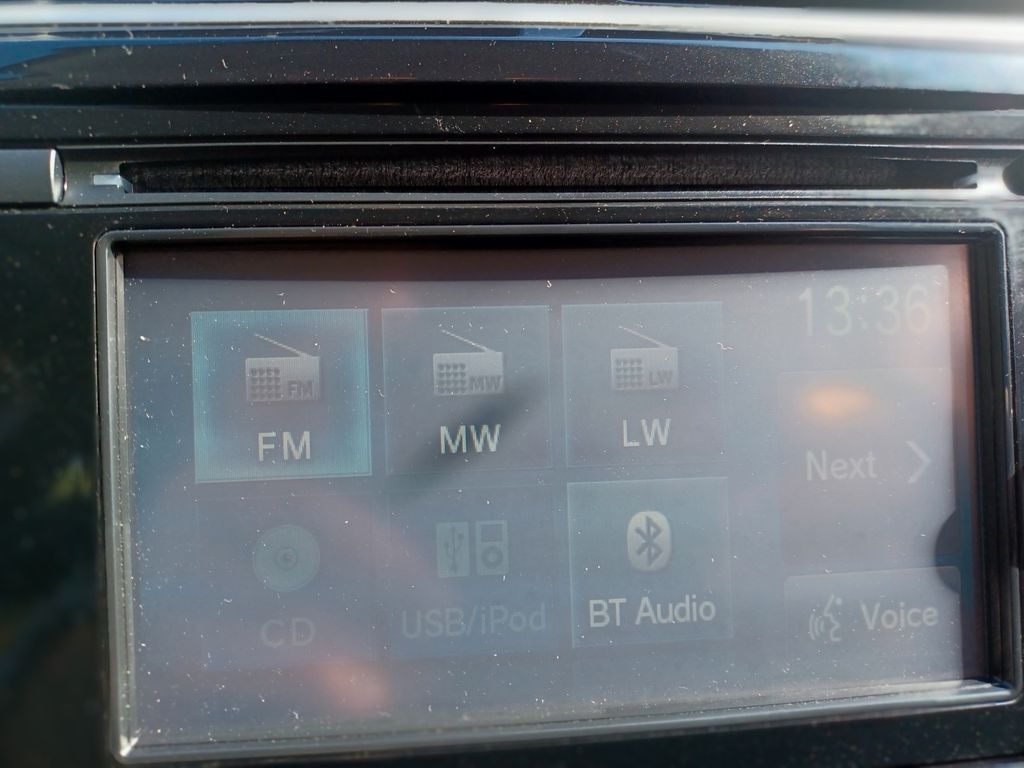 13:36
FM MW LW
FM MW LW
Next
CD USB/iPod BT Audio
Voice